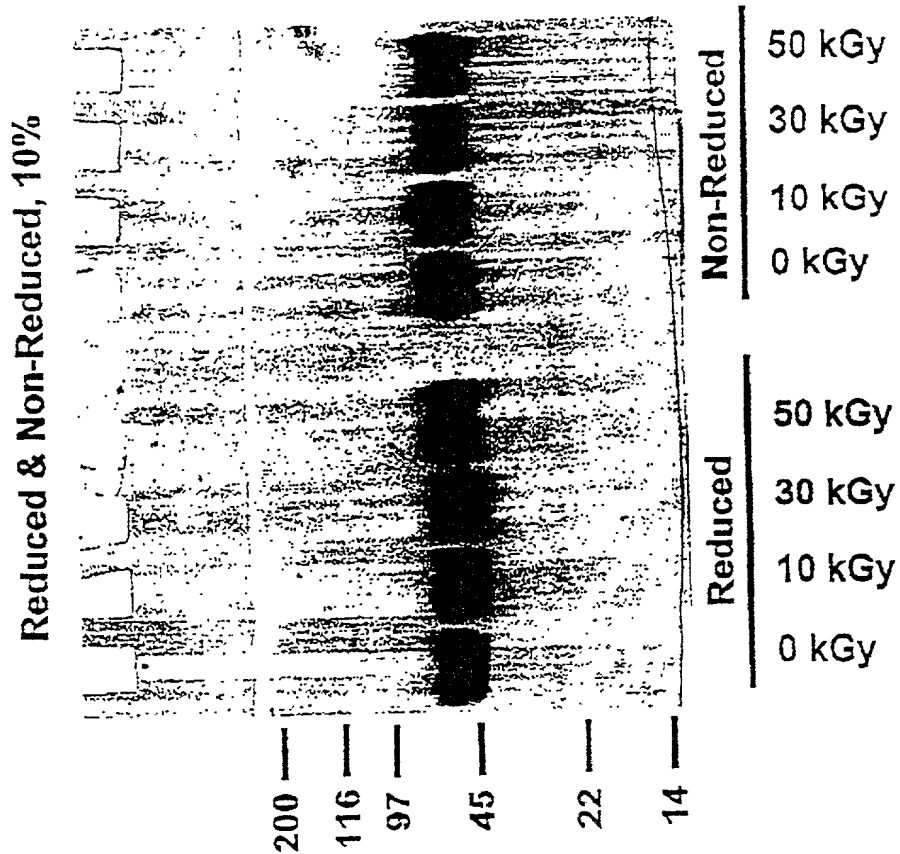 Reduced & Non-Reduced, 10%
200
116
97
45
22
14
Reduced
0 kGy
10 kGy
30 kGy
50 kGy
Non-Reduced
0 kGy
10 kGy
30 kGy
50 kGy